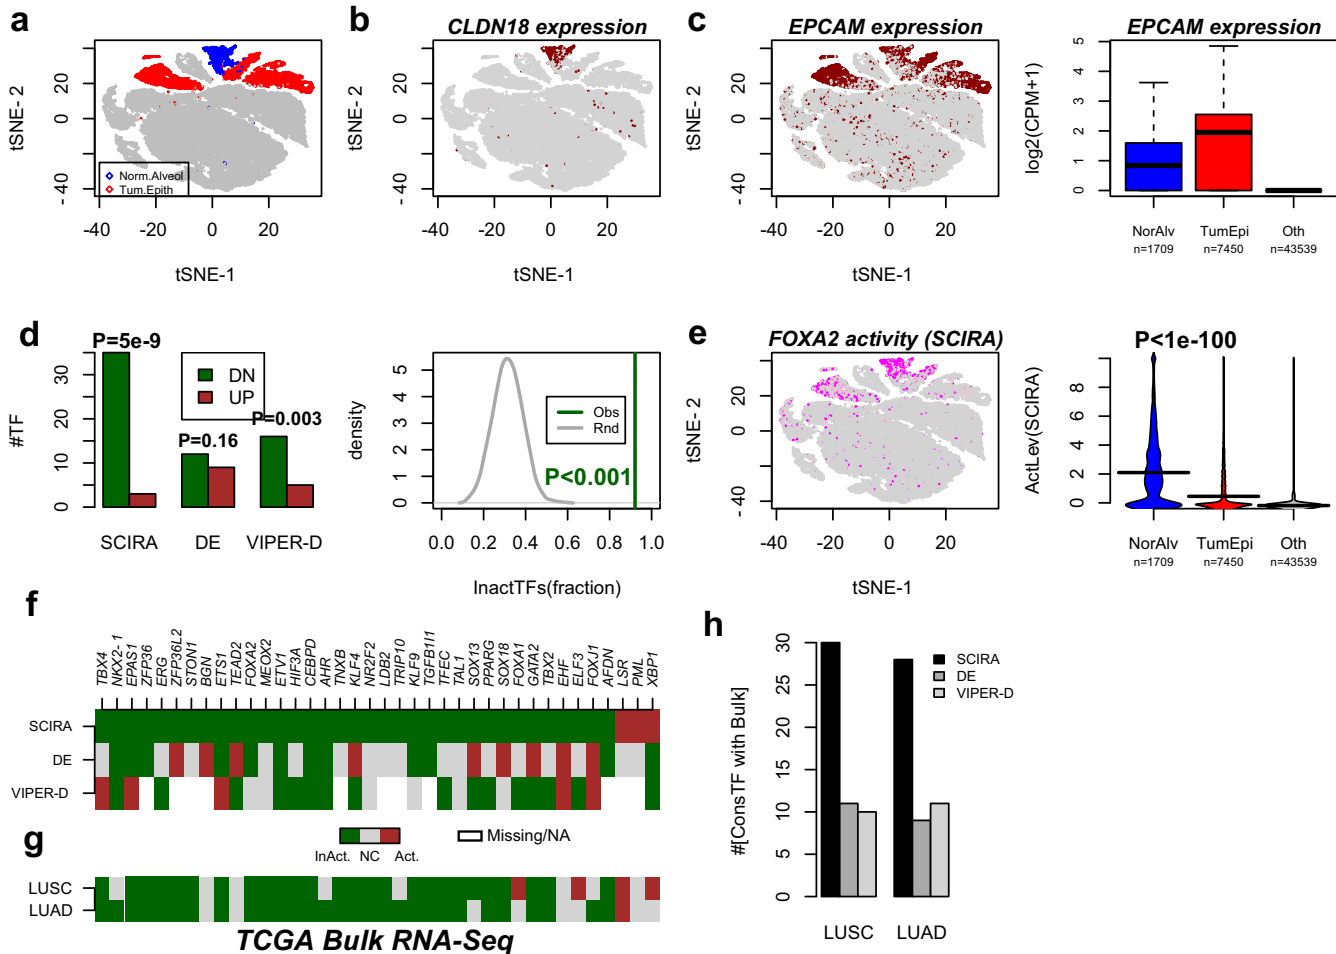 a
tSNE- 2
20
0
- 40
-40
-20
0
20
tSNE-1
Norm.Alveol
Tum.Epith
b
CLDN18 expression
tSNE- 2
20
0
- 40
-40
-20
0
20
tSNE-1
c
EPCAM expression
tSNE- 2
20
0
- 40
-40
-20
0
20
tSNE-1
EPCAM expression
log2(CPM+1)
5
4
3
2
1
0
NorAlv
TumEpi
Oth
n=1709
n=7450
n=43539
d
P=5e-9
#TF
30
20
10
0
DN
UP
P=0.003
P=0.16
SCIRA
DE
VIPER-D
density
5
4
3
2
1
0
Obs
Rnd
P<0.001
0.0
0.2
0.4
0.6
0.8
1.0
InactTFs(fraction)
e
FOXA2 activity (SCIRA)
tSNE- 2
20
0
- 40
-40
-20
0
20
tSNE-1
P<1e-100
ActLev(SCIRA)
8
6
4
2
0
NorAlv
TumEpi
Oth
n=1709
n=7450
n=43539
f
TBX4
NKX2- 1
EPAS1
ZFP36
ERG
ZFP36L2
STON1
BGN
ETS1
TEAD2
FOXA2
MEOX2
ETV1
HIF3A
CEBPD
AHR
TNXB
KLF4
NR2F2
LDB2
TRIP10
KLF9
TGFB1I1
TFEC
TAL1
SOX13
PPARG
SOX18
FOXA1
GATA2
TBX2
EHF
ELF3
FOXJ1
AFDN
LSR
PML
XBP1
SCIRA
DE
VIPER-D
InAct.
NC
Act.
Missing/NA
g
LUSC
LUAD
TCGA Bulk RNA-Seq
h
#[ConsTF with Bulk]
30
25
20
15
10
5
0
SCIRA
DE
VIPER-D
LUSC
LUAD